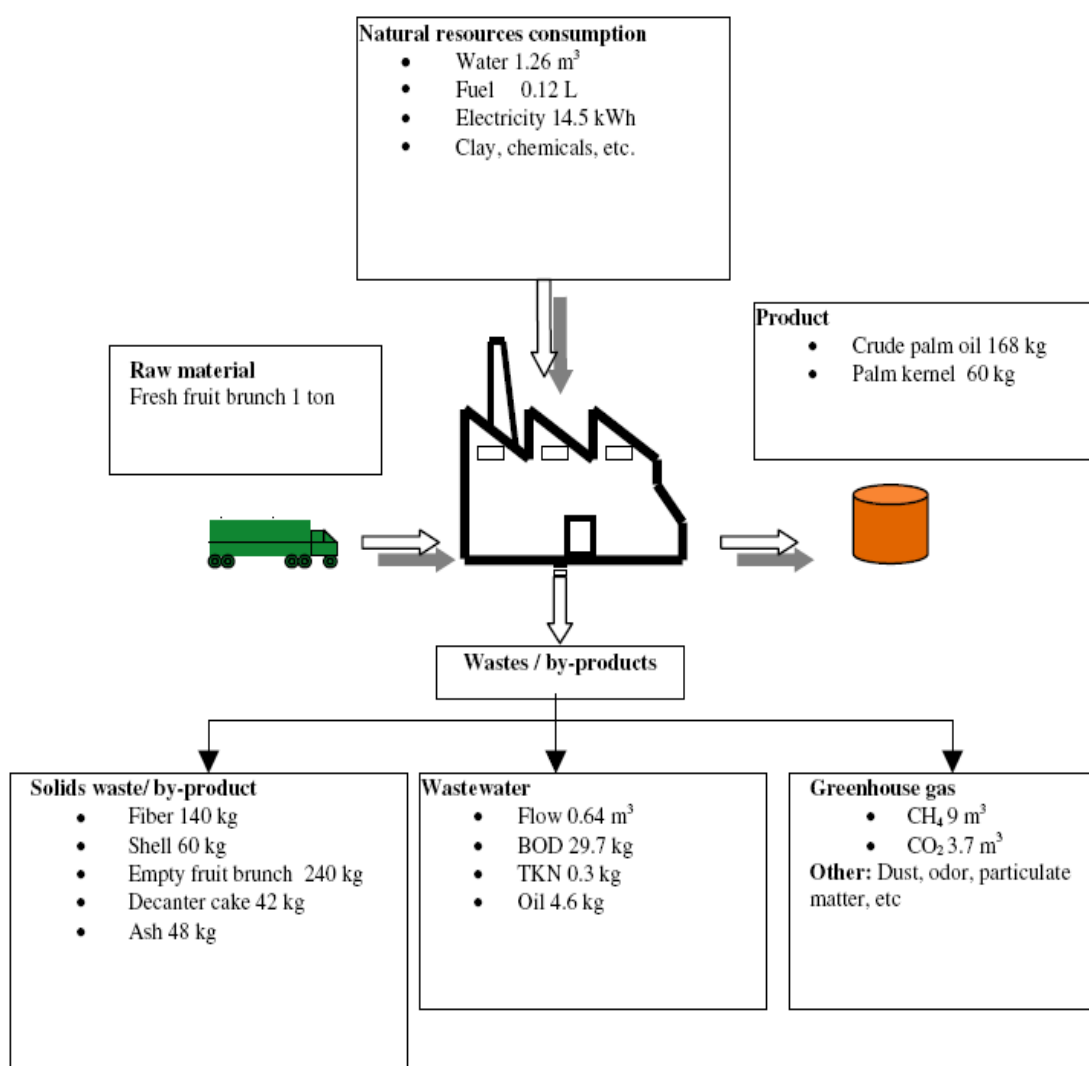 Natural resources consumption
• Water 1.26 m³
• Fuel 0.12 L
• Electricity 14.5 kWh
• Clay, chemicals, etc.
Raw material
Fresh fruit brunch 1 ton
Product
• Crude palm oil 168 kg
• Palm kernel 60 kg
Wastes / by-products
Solids waste/ by-product
• Fiber 140 kg
• Shell 60 kg
• Empty fruit brunch 240 kg
• Decanter cake 42 kg
• Ash 48 kg
Wastewater
• Flow 0.64 m³
• BOD 29.7 kg
• TKN 0.3 kg
• Oil 4.6 kg
Greenhouse gas
• CH₄ 9 m³
• CO₂ 3.7 m³
Other: Dust, odor, particulate
matter, etc